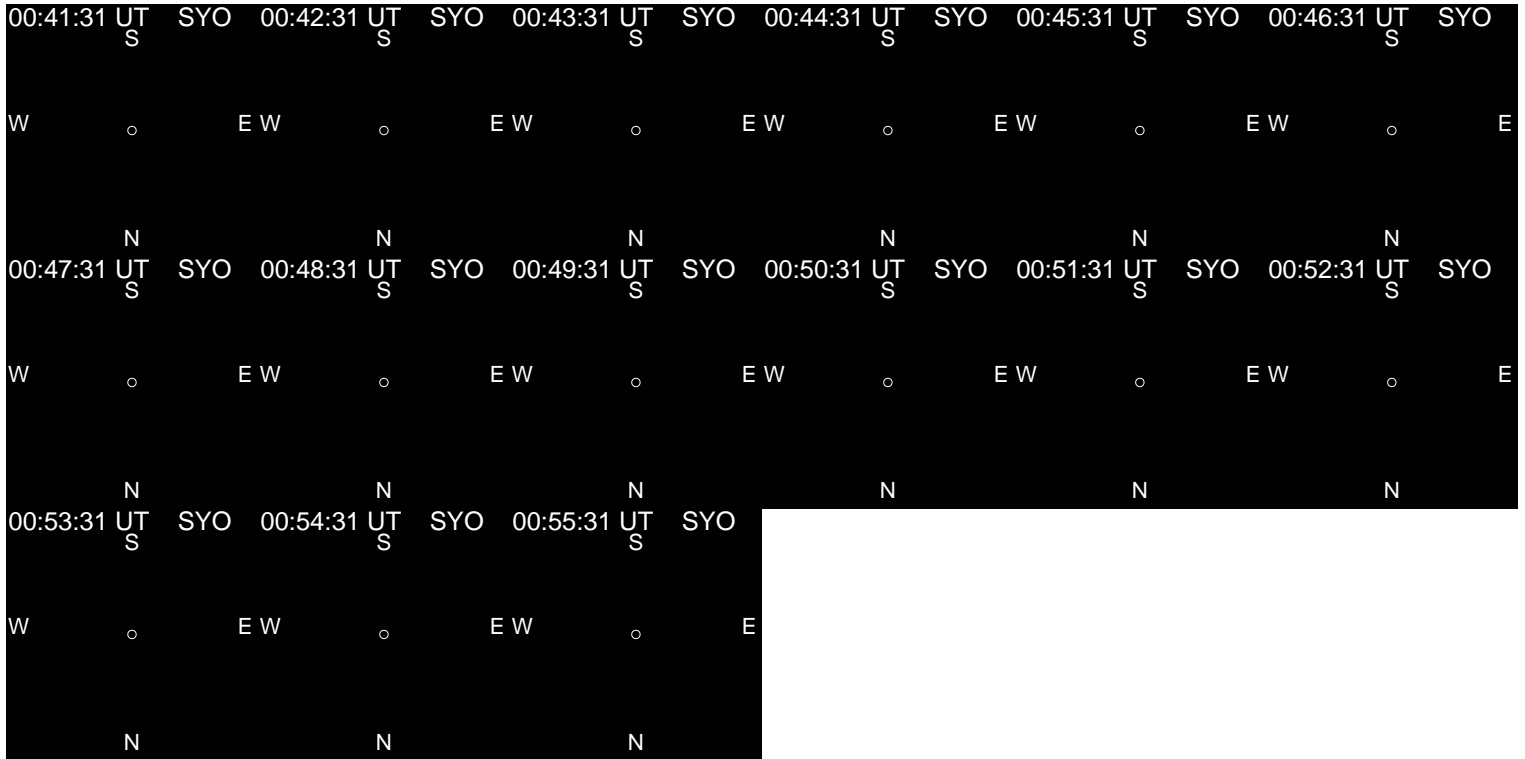 00:41:31 UT SYO 00:42:31 UT SYO 00:43:31 UT SYO 00:44:31 UT SYO 00:45:31 UT SYO 00:46:31 UT SYO
S S S S S S
W E W E W E W E W E W E
N N N N N N
00:47:31 UT SYO 00:48:31 UT SYO 00:49:31 UT SYO 00:50:31 UT SYO 00:51:31 UT SYO 00:52:31 UT SYO
S S S S S S
W E W E W E W E W E W E
N N N N N N
00:53:31 UT SYO 00:54:31 UT SYO 00:55:31 UT SYO
S S S
W E W E W E
N N N